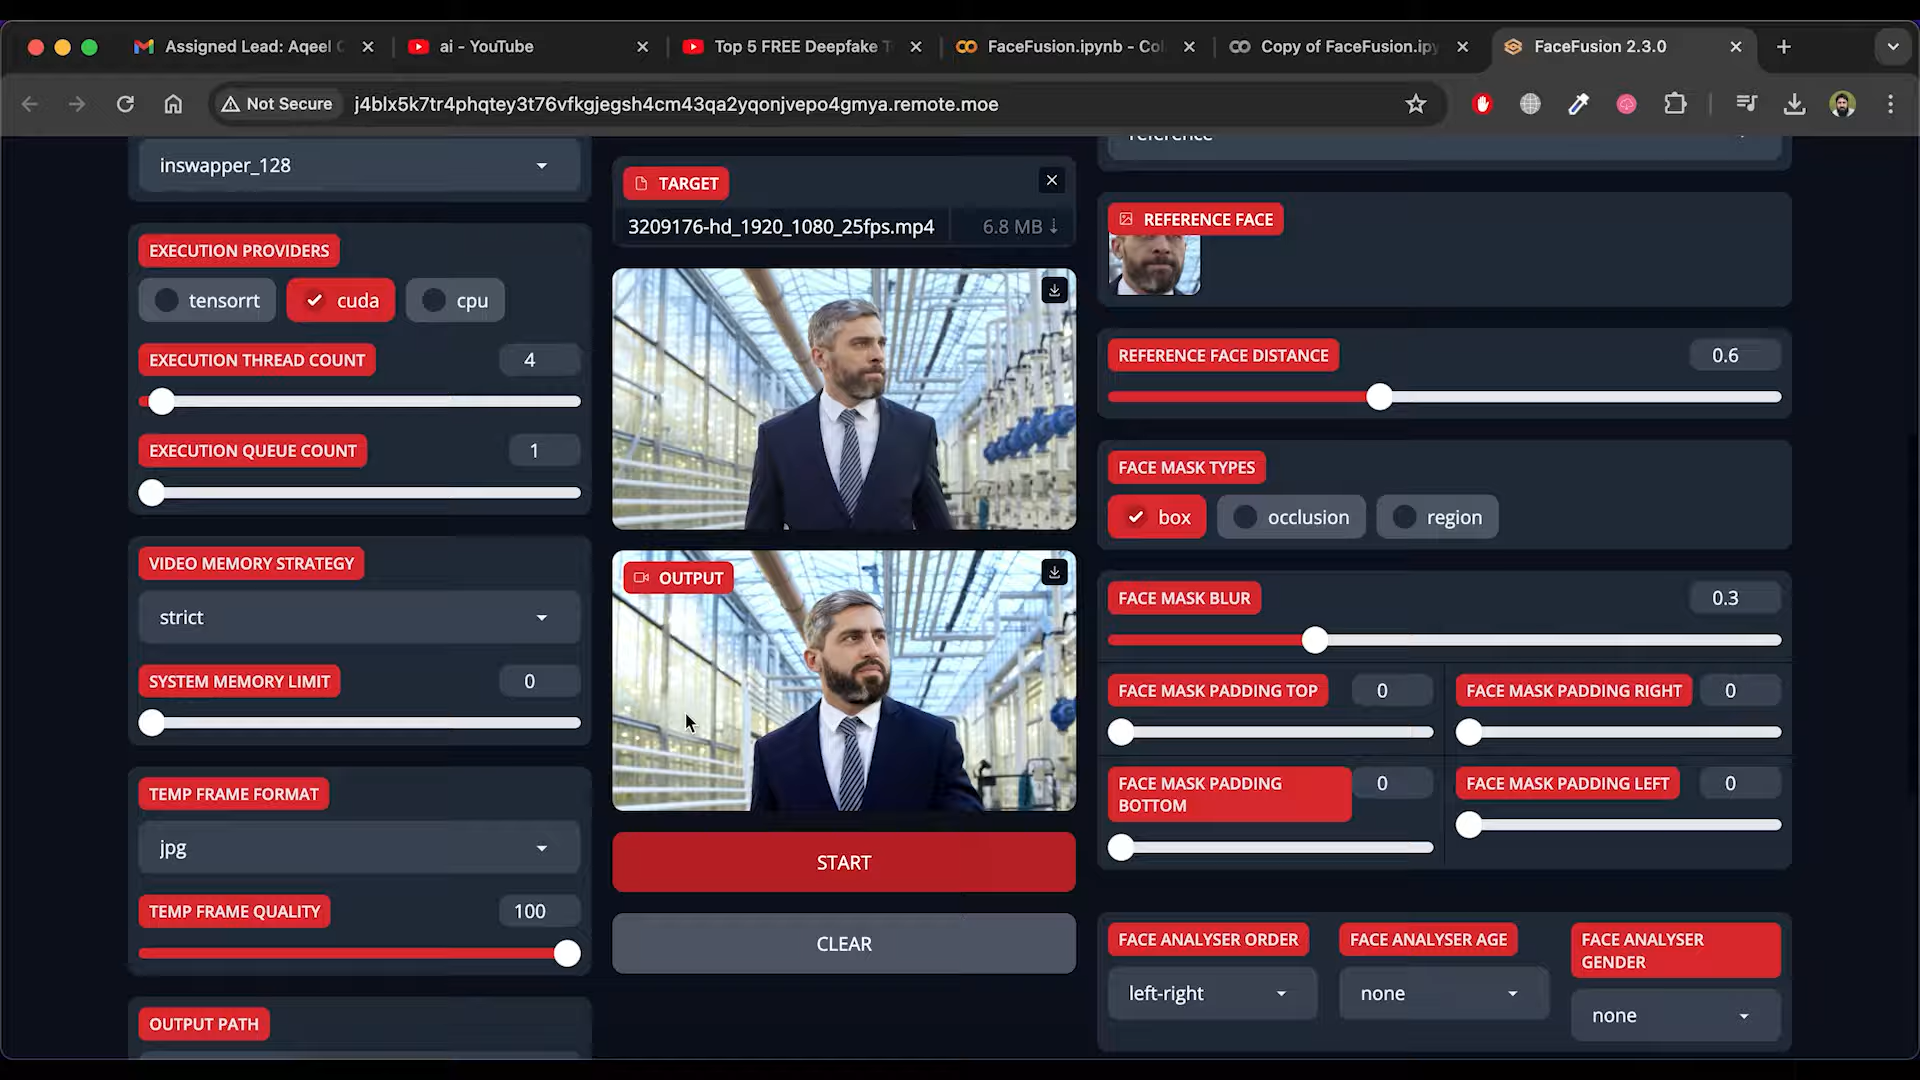 Assigned Lead: Aqeel
ai - YouTube
Top 5 FREE Deepfake
FaceFusion.ipynb - Col
Copy of FaceFusion.ipy
FaceFusion 2.3.0
Not Secure
j4blx5k7tr4phqtey3t76vfkgjegsh4cm43qa2yqonjvepo4gmya.remote.moe
inswapper_128
EXECUTION PROVIDERS
tensorrt
cuda
cpu
EXECUTION THREAD COUNT
4
EXECUTION QUEUE COUNT
1
VIDEO MEMORY STRATEGY
strict
SYSTEM MEMORY LIMIT
0
TEMP FRAME FORMAT
jpg
TEMP FRAME QUALITY
100
OUTPUT PATH
TARGET
3209176-hd_1920_1080_25fps.mp4
6.8 MB ↓
OUTPUT
START
CLEAR
reference
REFERENCE FACE
REFERENCE FACE DISTANCE
0.6
FACE MASK TYPES
box
occlusion
region
FACE MASK BLUR
0.3
FACE MASK PADDING TOP
0
FACE MASK PADDING RIGHT
0
FACE MASK PADDING
BOTTOM
0
FACE MASK PADDING LEFT
0
FACE ANALYSER ORDER
left-right
FACE ANALYSER AGE
none
FACE ANALYSER
GENDER
none